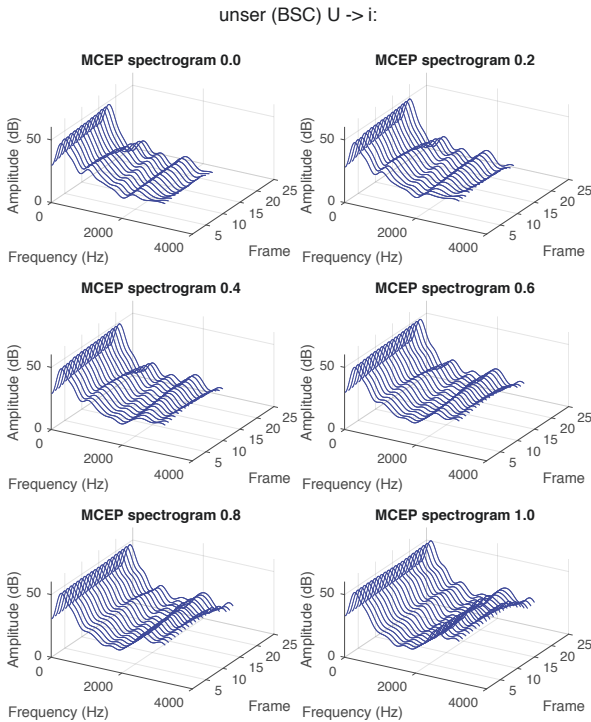 unser (BSC) U -> i:
MCEP spectrogram 0.0
MCEP spectrogram 0.2
50
0
Amplitude (dB)
0
2000
4000
Frequency (Hz)
5
10
15
20
25
Frame
50
0
Amplitude (dB)
0
2000
4000
Frequency (Hz)
5
10
15
20
25
Frame
MCEP spectrogram 0.4
MCEP spectrogram 0.6
50
0
Amplitude (dB)
0
2000
4000
Frequency (Hz)
5
10
15
20
25
Frame
50
0
Amplitude (dB)
0
2000
4000
Frequency (Hz)
5
10
15
20
25
Frame
MCEP spectrogram 0.8
MCEP spectrogram 1.0
50
0
Amplitude (dB)
0
2000
4000
Frequency (Hz)
5
10
15
20
25
Frame
50
0
Amplitude (dB)
0
2000
4000
Frequency (Hz)
5
10
15
20
25
Frame